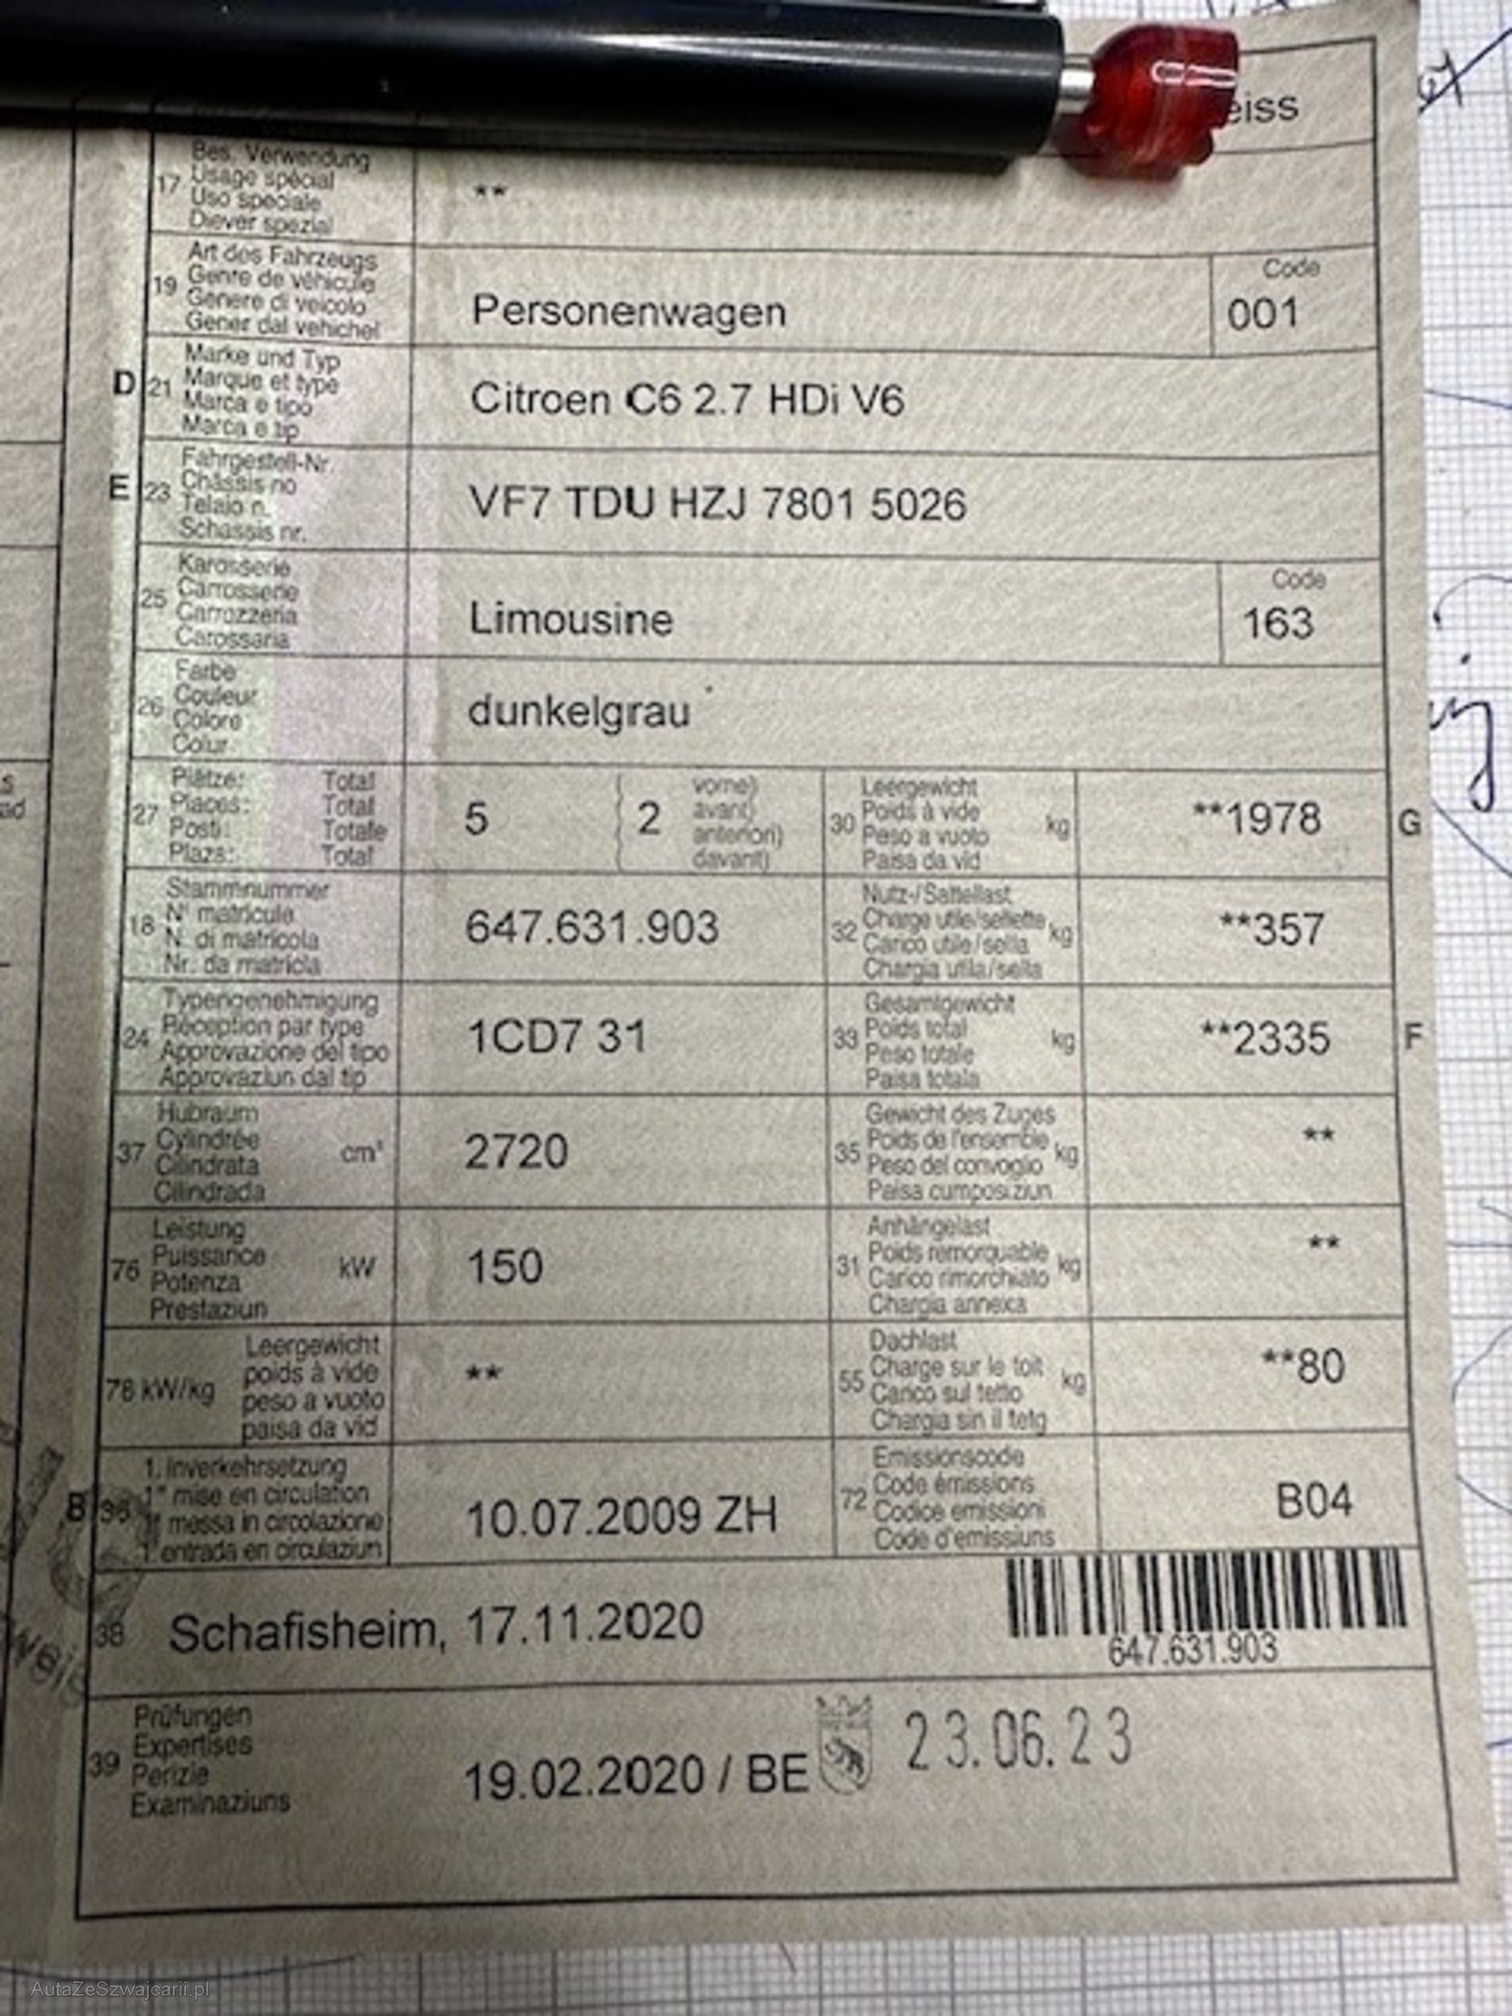 eiss
17 Bes. Verwendung
Usage spécial
Uso speciale
Diever spezial
**
19 Art des Fahrzeugs
Genre de véhicule
Genere di veicolo
Gener dal vehichel
Personenwagen
Code
001
D 21 Marke und Typ
Marque et type
Marca e tipo
Marca e tip
Citroen C6 2.7 HDi V6
E 23 Fahrgestell-Nr.
Châssis no
Telaio n.
Schassis nr.
VF7 TDU HZJ 7801 5026
25 Karosserie
Carrosserie
Carrozzeria
Carossaria
Limousine
Code
163
26 Farbe
Couleur
Colore
Colur
dunkelgrau
27 Plätze: Total
Places: Total
Posti: Totale
Plazs: Total
5 (2 vorne)
avant)
anteriori)
davant)
30 Leergewicht
Poids à vide
Peso a vuoto
Paisa da vid
kg
**1978 G
18 Stammnummer
N° matricule
N. di matricola
Nr. da matricla
647.631.903
32 Nutz-/Sattellast
Charge utile/sellette
Carico utile/sella
Chargia utila/sella
kg
**357
24 Typengenehmigung
Réception par type
Approvazione del tipo
Approvaziun dal tip
1CD7 31
33 Gesamtgewicht
Poids total
Peso totale
Paisa totala
kg
**2335 F
37 Hubraum
Cylindrée
Cilindrata
Cilindrada
cm³
2720
35 Gewicht des Zuges
Poids de l'ensemble
Peso del convoglio
Paisa cumposiziun
kg
**
76 Leistung
Puissance
Potenza
Prestaziun
kW
150
31 Anhängelast
Poids remorquable
Carico rimorchiato
Chargia annexa
kg
**
78 kW/kg Leergewicht
poids à vide
peso a vuoto
paisa da vid
**
55 Dachlast
Charge sur le toit
Carico sul tetto
Chargia sin il tetg
kg
**80
B 36 1. Inverkehrsetzung
1re mise en circulation
1a messa in circolazione
1. entrada en circulaziun
10.07.2009 ZH
72 Emissionscode
Code émissions
Codice emissioni
Code d'emissiuns
B04
38 Schafisheim, 17.11.2020
647.631.903
39 Prüfungen
Expertises
Perizie
Examinaziuns
19.02.2020 / BE
23.06.23
AutaZeSzwajcarii.pl